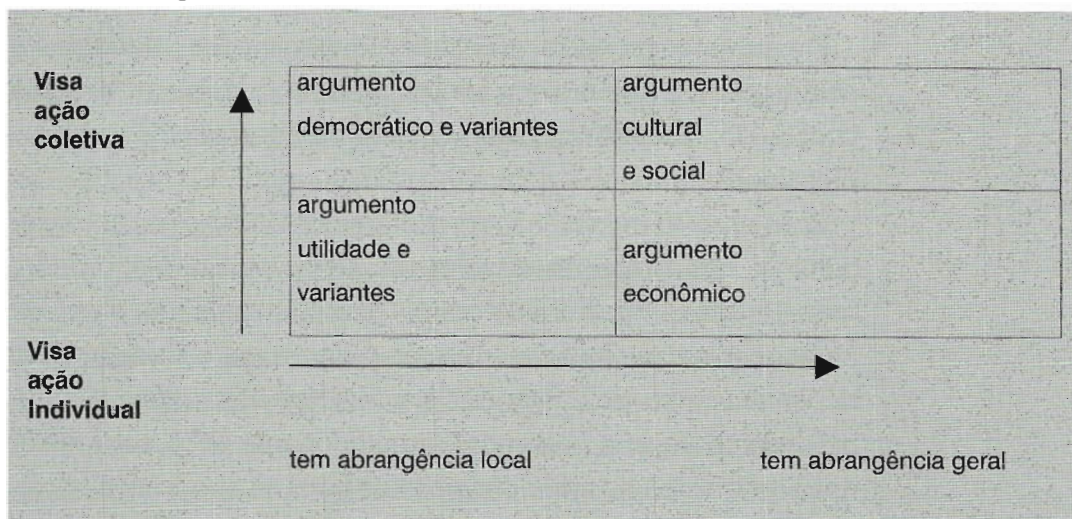 Visa
ação
coletiva
argumento
democrático e variantes
argumento
cultural
e social
argumento
utilidade e
variantes
argumento
econômico
Visa
ação
Individual
tem abrangência local
tem abrangência geral